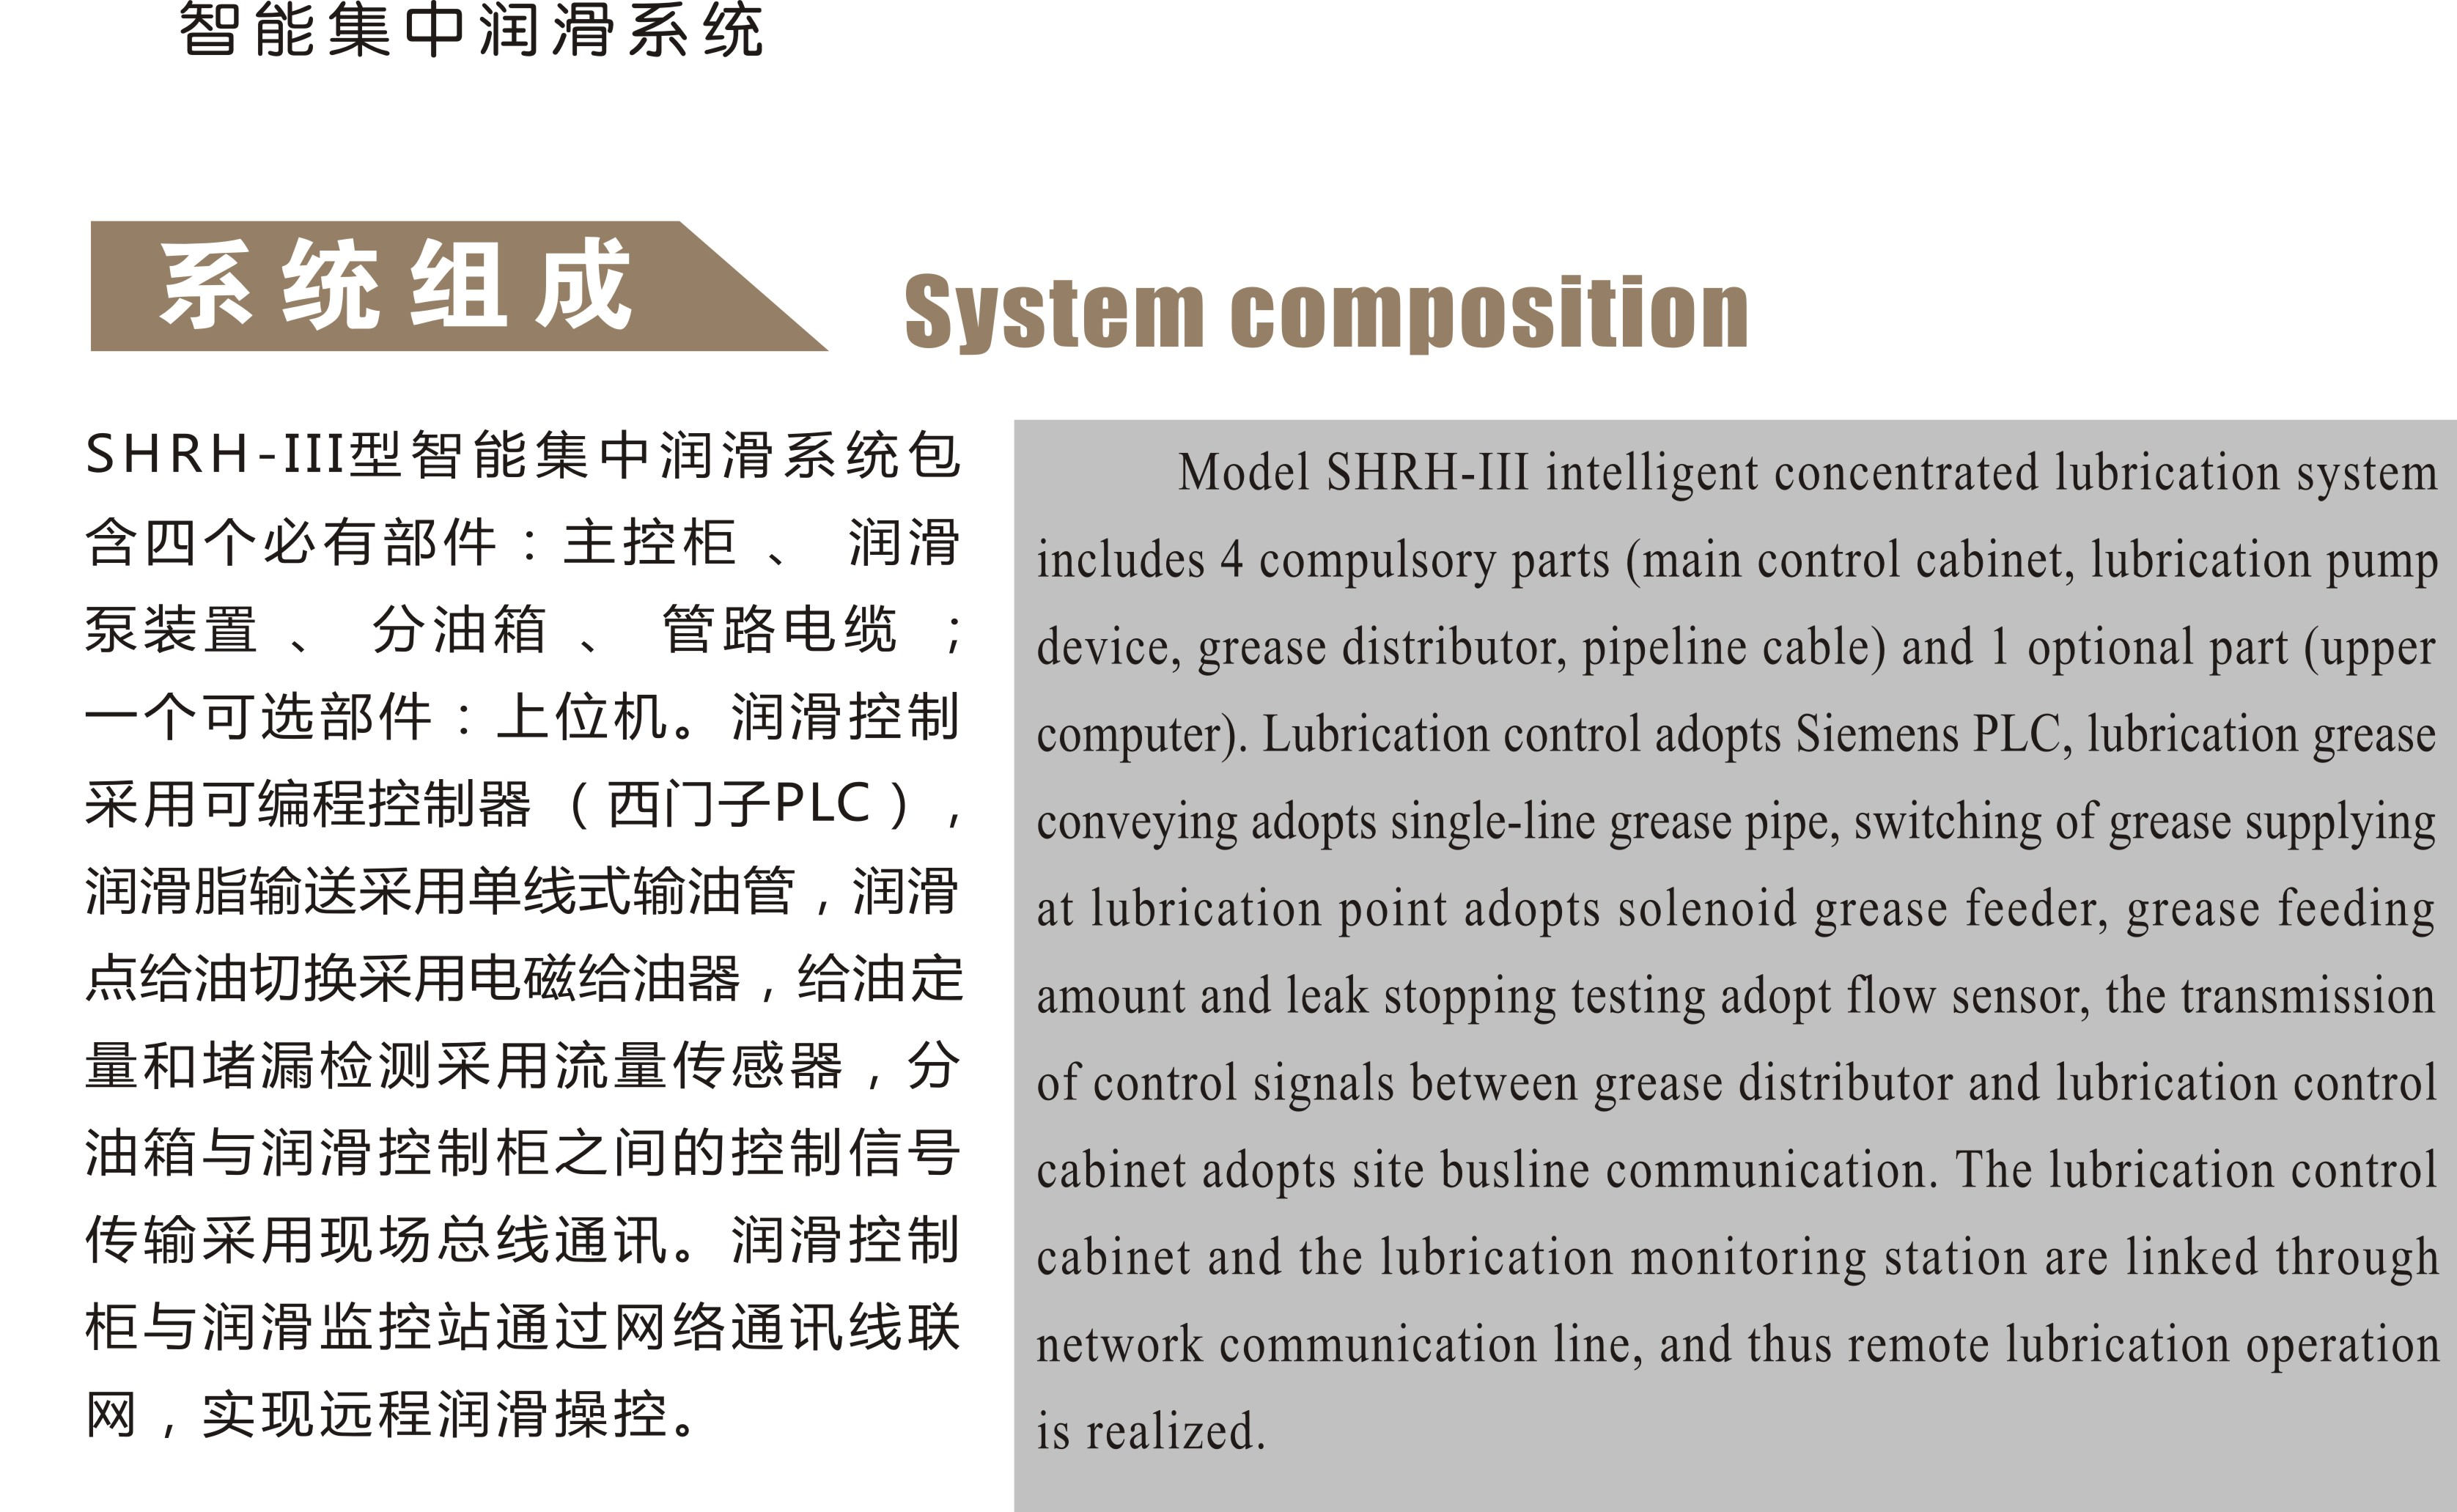 智能集中润滑系统
系统组成
System composition
SHRH-III型智能集中润滑系统包
含四个必有部件：主控柜 、 润滑
泵装置 、 分油箱 、 管路电缆 ；
一个可选部件：上位机。润滑控制
采用可编程控制器 （西门子PLC），
润滑脂输送采用单线式输油管，润滑
点给油切换采用电磁给油器，给油定
量和堵漏检测采用流量传感器，分
油箱与润滑控制柜之间的控制信号
传输采用现场总线通讯。润滑控制
柜与润滑监控站通过网络通讯线联
网，实现远程润滑操控。
Model SHRH-III intelligent concentrated lubrication system
includes 4 compulsory parts (main control cabinet, lubrication pump
device, grease distributor, pipeline cable) and 1 optional part (upper
computer). Lubrication control adopts Siemens PLC, lubrication grease
conveying adopts single-line grease pipe, switching of grease supplying
at lubrication point adopts solenoid grease feeder, grease feeding
amount and leak stopping testing adopt flow sensor, the transmission
of control signals between grease distributor and lubrication control
cabinet adopts site busline communication. The lubrication control
cabinet and the lubrication monitoring station are linked through
network communication line, and thus remote lubrication operation
is realized.